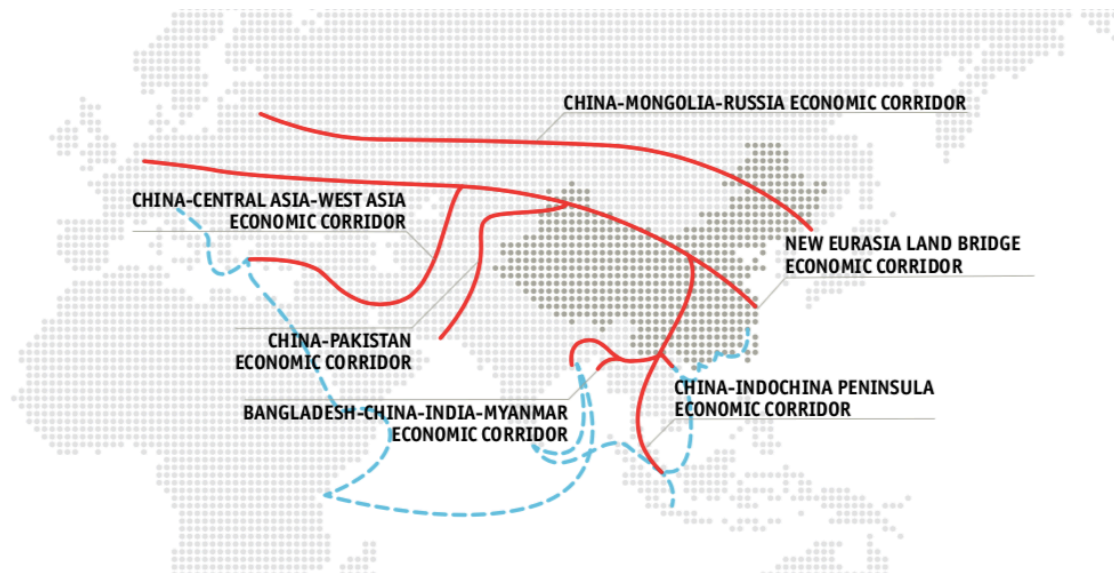 CHINA-MONGOLIA-RUSSIA ECONOMIC CORRIDOR
CHINA-CENTRAL ASIA-WEST ASIA
ECONOMIC CORRIDOR
NEW EURASIA LAND BRIDGE
ECONOMIC CORRIDOR
CHINA-PAKISTAN
ECONOMIC CORRIDOR
CHINA-INDOCHINA PENINSULA
ECONOMIC CORRIDOR
BANGLADESH-CHINA-INDIA-MYANMAR
ECONOMIC CORRIDOR